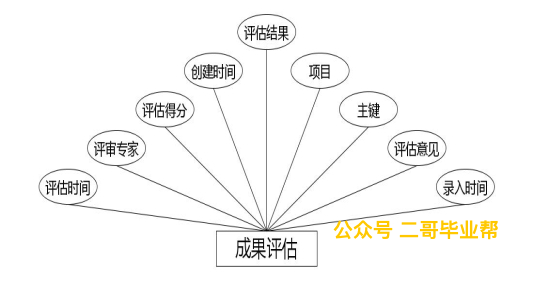 评估结果
创建时间
项目
评估得分
主键
评审专家
评估意见
评估时间
录入时间
公众号 二哥毕业帮
成果评估